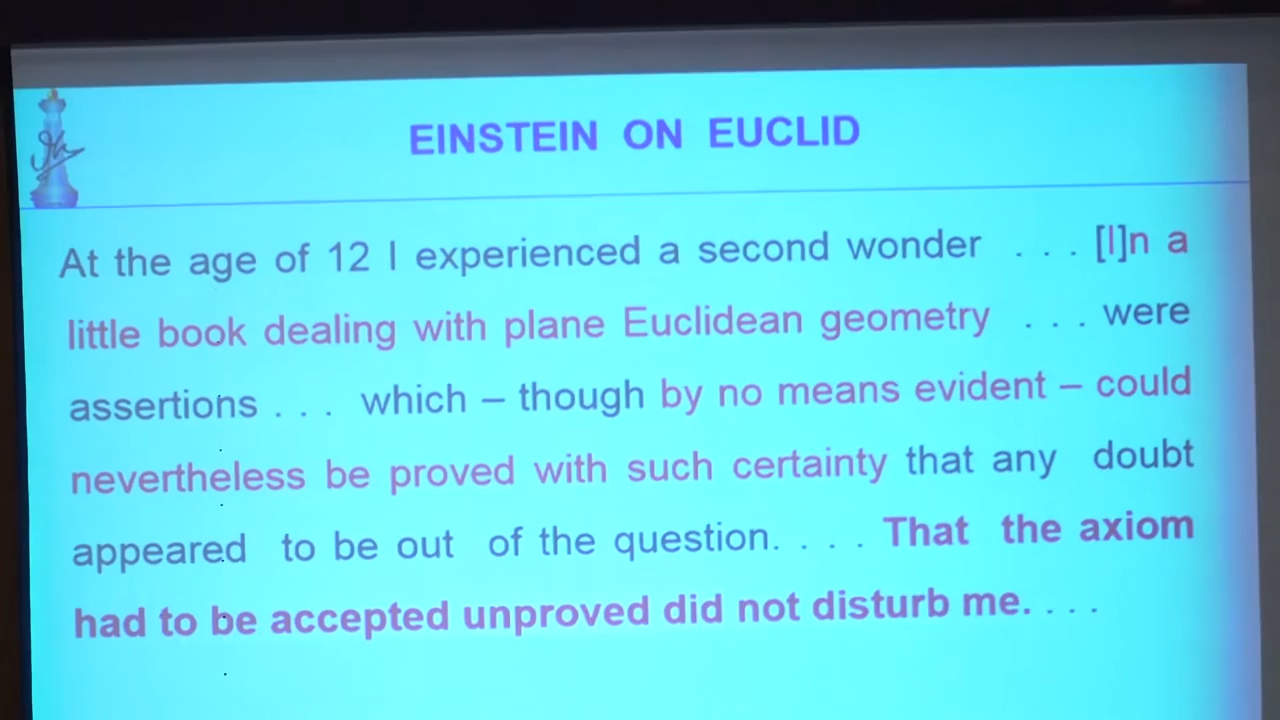 EINSTEIN ON EUCLID
At the age of 12 I experienced a second wonder . . . [I]n a
little book dealing with plane Euclidean geometry . . . were
assertions . . . which – though by no means evident – could
nevertheless be proved with such certainty that any doubt
appeared to be out of the question. . . . . That the axiom
had to be accepted unproved did not disturb me. . . .